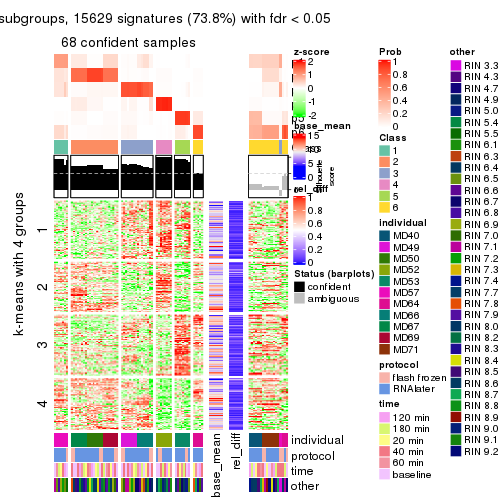 subgroups, 15629 signatures (73.8%) with fdr < 0.05
68 confident samples
k-means with 4 groups
1
2
3
4
individual
protocol
time
other
base_mean
rel_diff
z-score
2
1
0
-1
-2
base_mean
15
10
5
0
score
rel_diff
1
0.8
0.6
0.4
0.2
0
Status (barplots)
confident
ambiguous
Prob
1
0.8
0.6
0.4
0.2
0
Class
1
2
3
4
5
6
individual
MD40
MD49
MD50
MD52
MD53
MD57
MD64
MD66
MD67
MD69
MD71
protocol
flash frozen
RNAlater
time
120 min
180 min
20 min
40 min
60 min
baseline
other
RIN 3.3
RIN 4.3
RIN 4.7
RIN 4.9
RIN 5.0
RIN 5.4
RIN 5.5
RIN 6.1
RIN 6.3
RIN 6.4
RIN 6.5
RIN 6.6
RIN 6.7
RIN 6.8
RIN 6.9
RIN 7.0
RIN 7.1
RIN 7.2
RIN 7.3
RIN 7.4
RIN 7.7
RIN 7.8
RIN 7.9
RIN 8.0
RIN 8.2
RIN 8.3
RIN 8.4
RIN 8.5
RIN 8.6
RIN 8.7
RIN 8.8
RIN 8.9
RIN 9.0
RIN 9.1
RIN 9.2